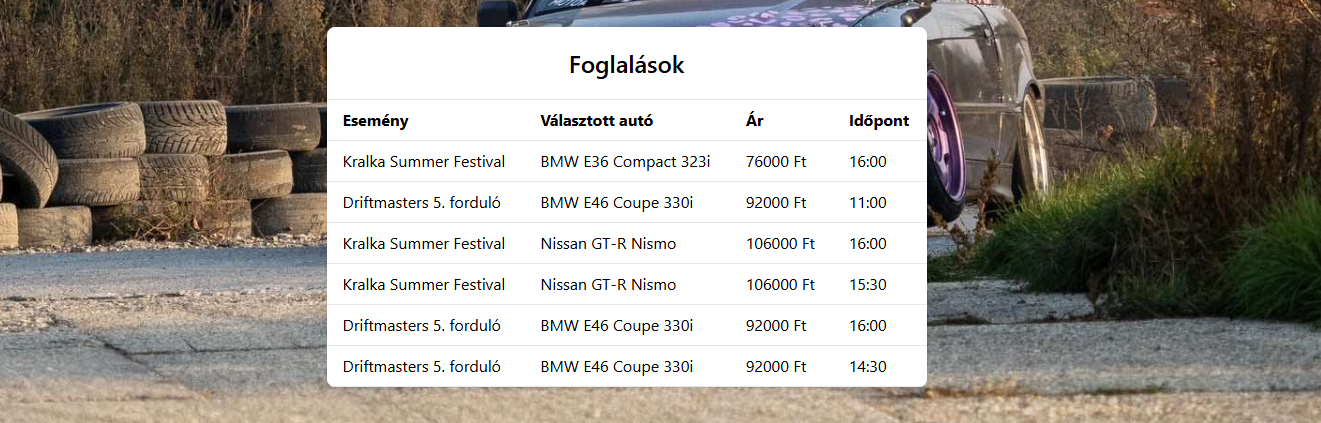 Foglalások
Esemény Választott autó Ár Időpont
Kralka Summer Festival BMW E36 Compact 323i 76000 Ft 16:00
Driftmasters 5. forduló BMW E46 Coupe 330i 92000 Ft 11:00
Kralka Summer Festival Nissan GT-R Nismo 106000 Ft 16:00
Kralka Summer Festival Nissan GT-R Nismo 106000 Ft 15:30
Driftmasters 5. forduló BMW E46 Coupe 330i 92000 Ft 16:00
Driftmasters 5. forduló BMW E46 Coupe 330i 92000 Ft 14:30